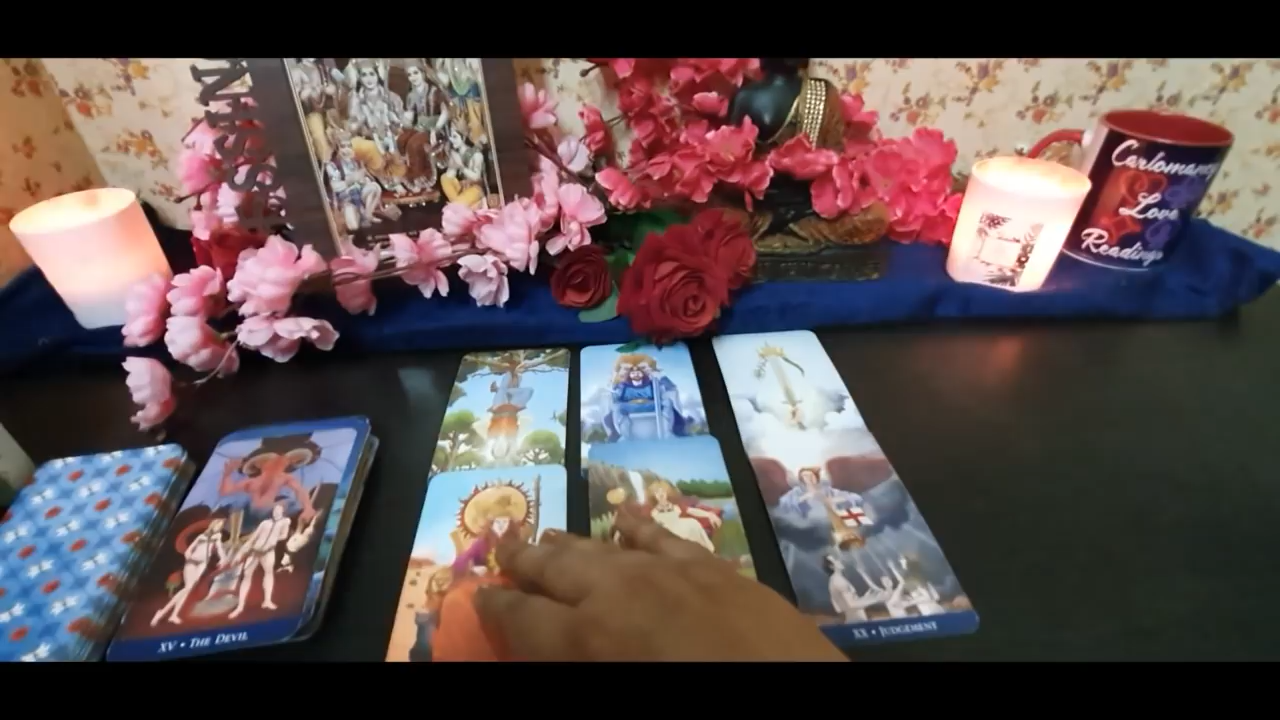 Cartomancy
Love
Readings
XV • THE DEVIL
XX • JUDGEMENT